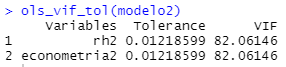 > ols_vif_tol(modelo2)
Variables Tolerance VIF
1 rh2 0.01218599 82.06146
2 econometria2 0.01218599 82.06146